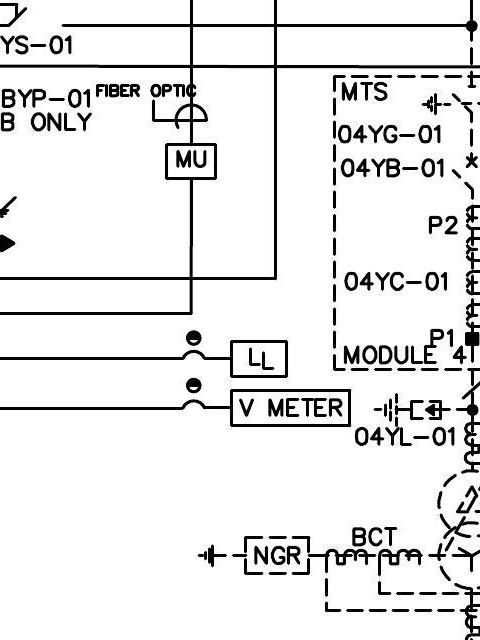 YS-01
BYP-01
FIBER OPTIC
B ONLY
MTS
04YG-01
MU
04YB-01
P2
04YC-01
P1
MODULE 4
LL
V METER
04YL-01
BCT
NGR